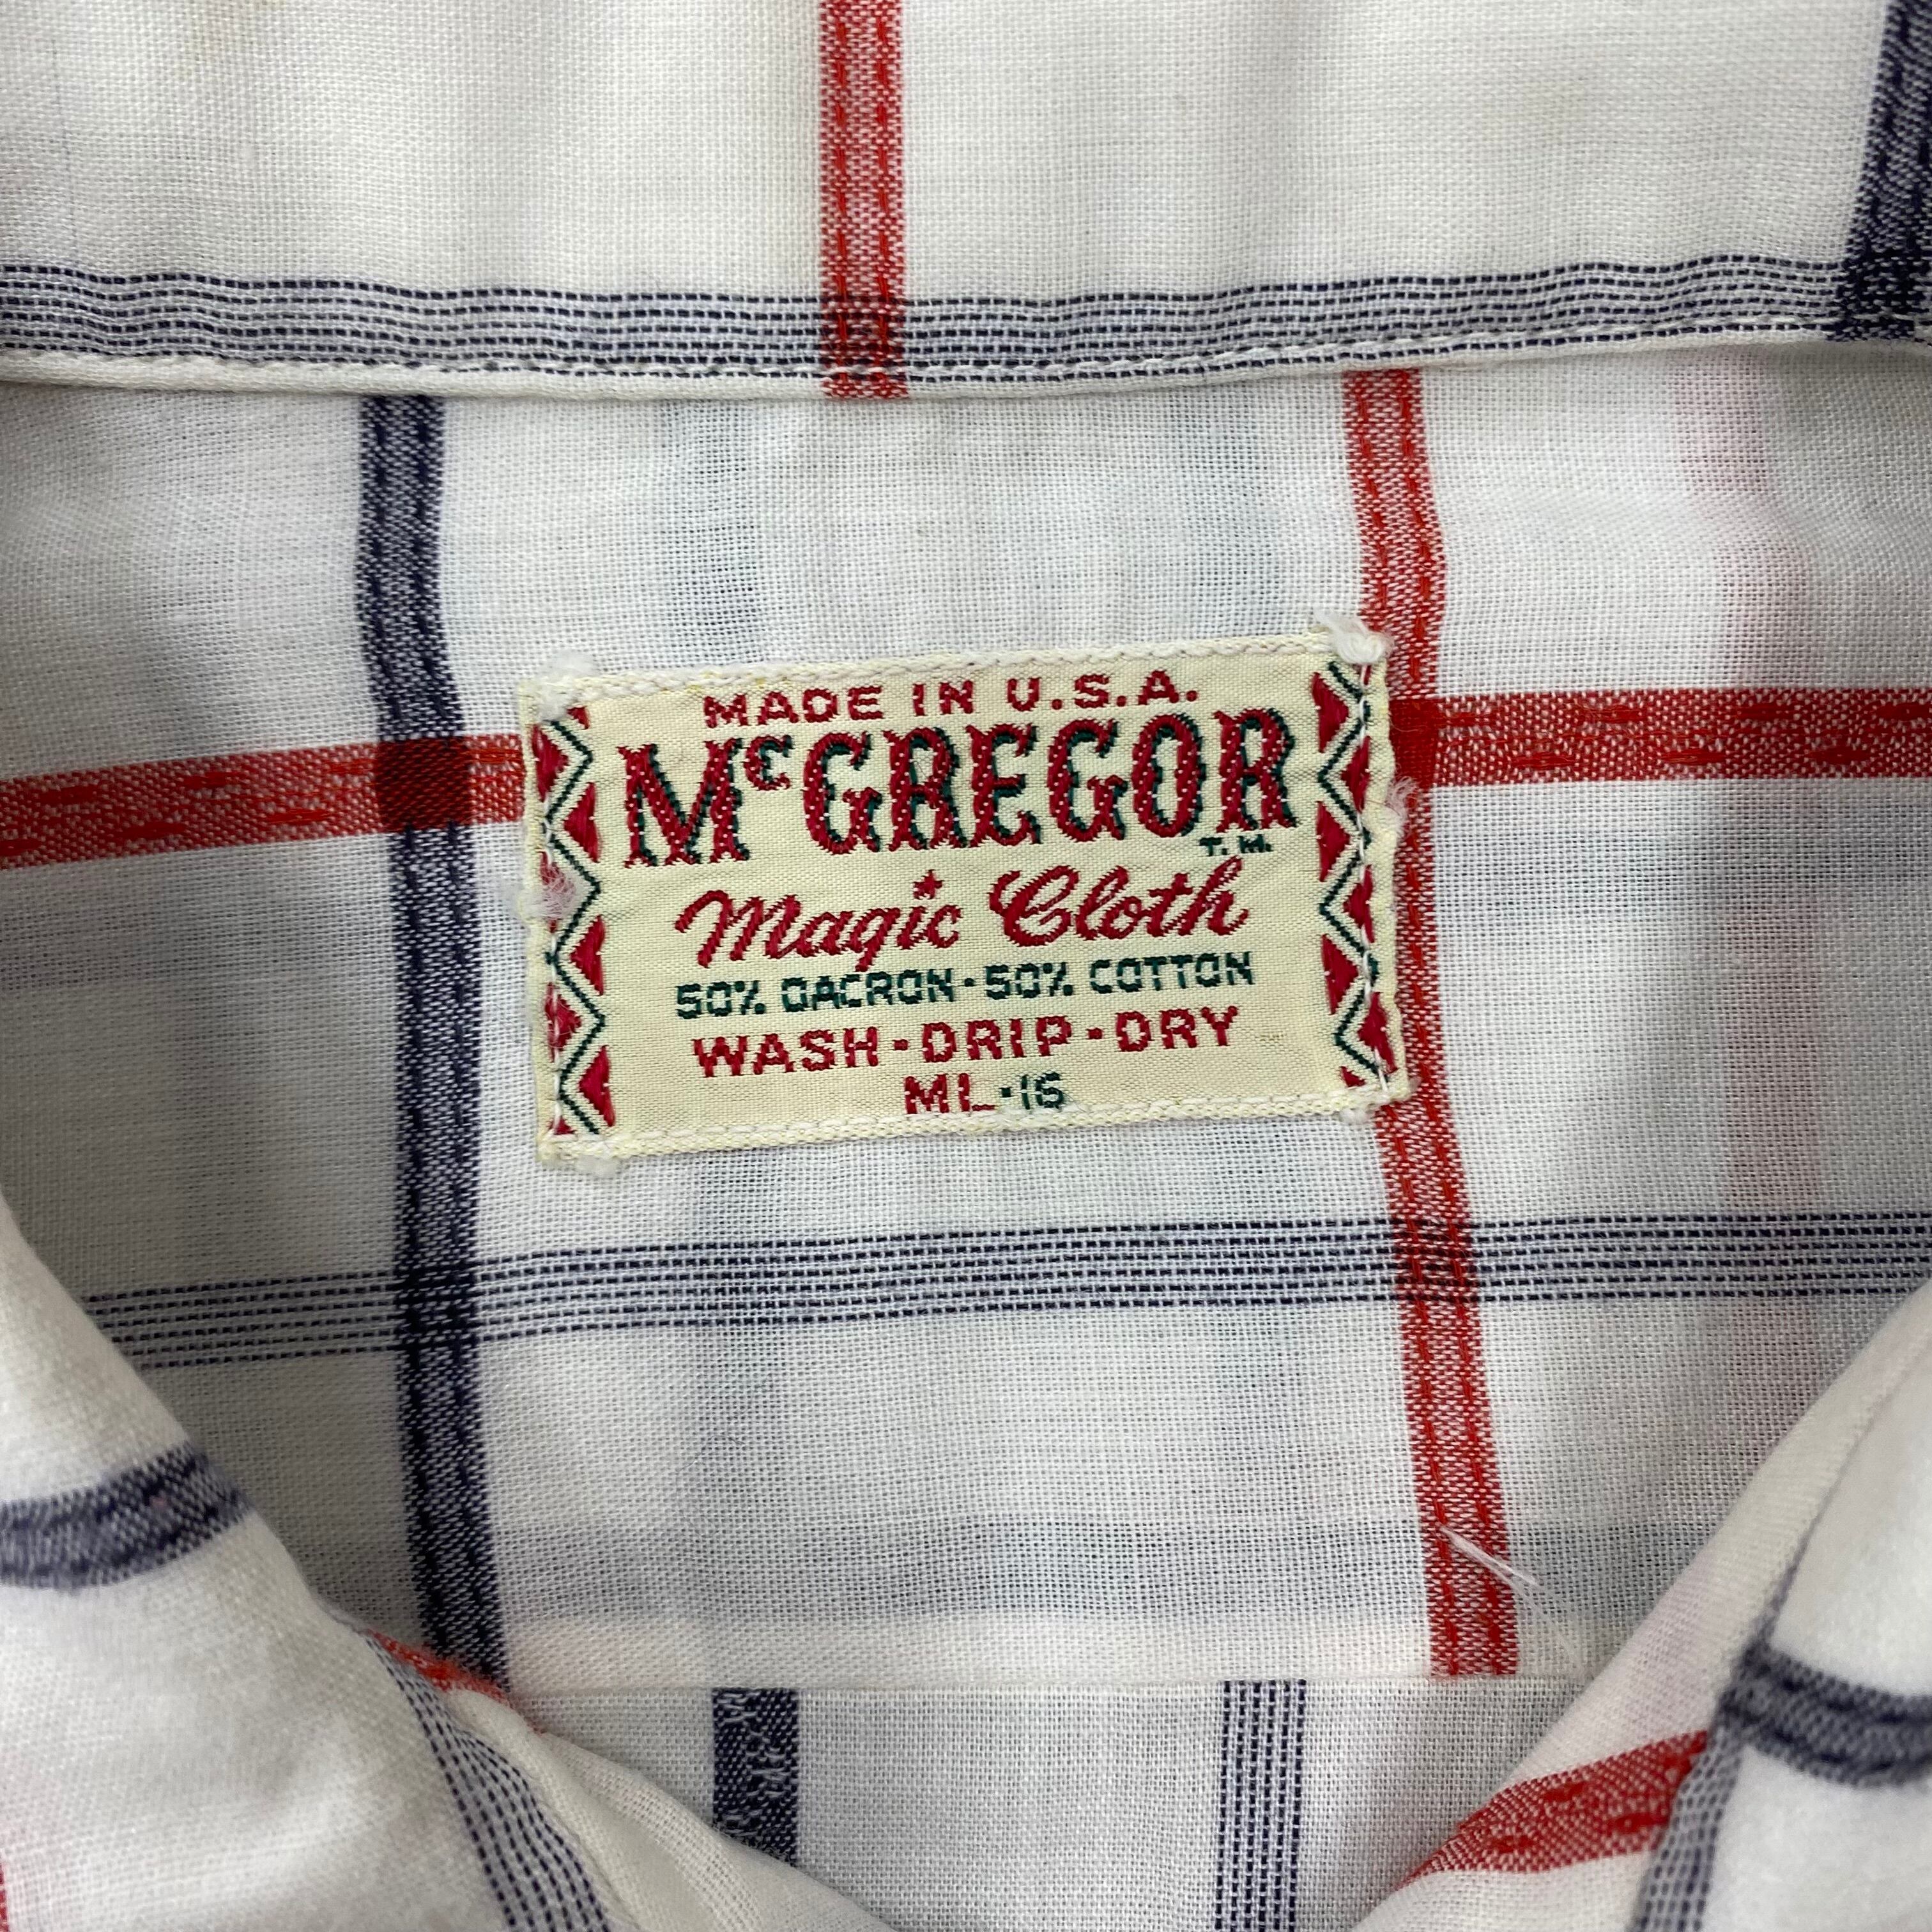 MADE IN U.S.A.
McGREGOR
T.M.
Magic Cloth
50% DACRON·50% COTTON
WASH·DRIP·DRY
ML·16